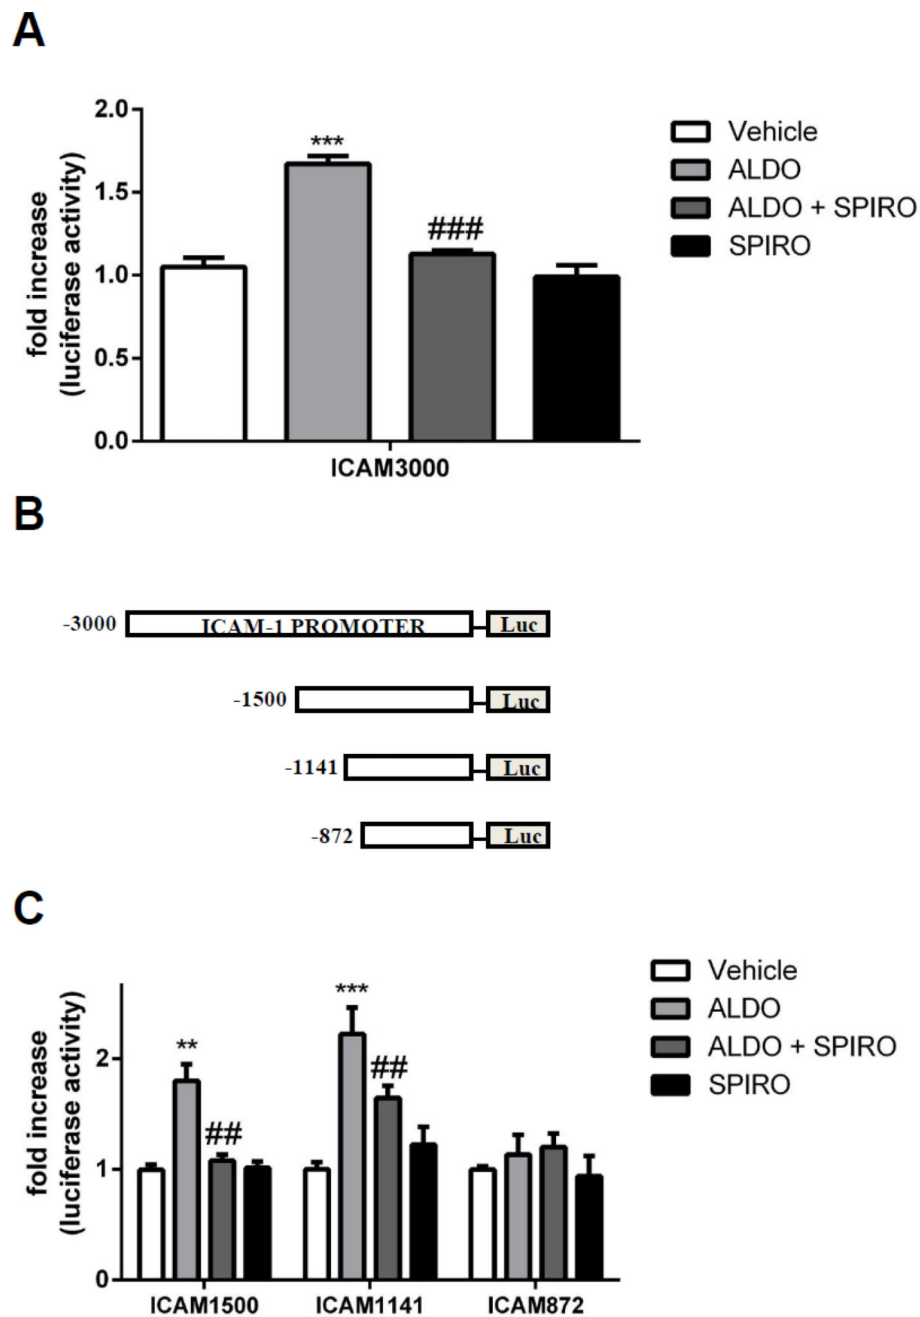 A
fold increase
(luciferase activity)
2.0
1.5
1.0
0.5
0.0
***
###
ICAM3000
Vehicle
ALDO
ALDO + SPIRO
SPIRO
B
-3000 ICAM-1 PROMOTER Luc
-1500 Luc
-1141 Luc
-872 Luc
C
fold increase
(luciferase activity)
2
1
0
**
##
***
##
ICAM1500 ICAM1141 ICAM872
Vehicle
ALDO
ALDO + SPIRO
SPIRO